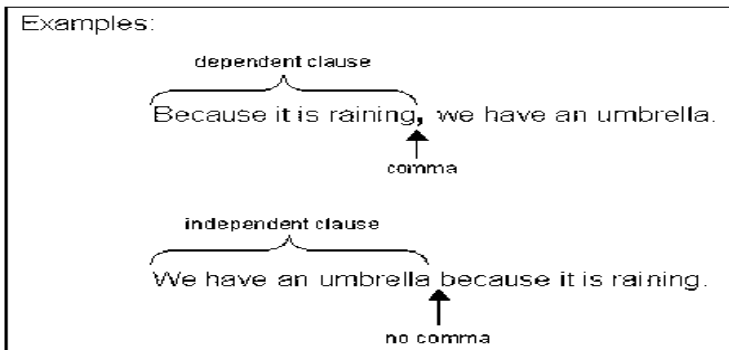 Examples:
dependent clause
Because it is raining, we have an umbrella.
comma
independent clause
We have an umbrella because it is raining.
no comma